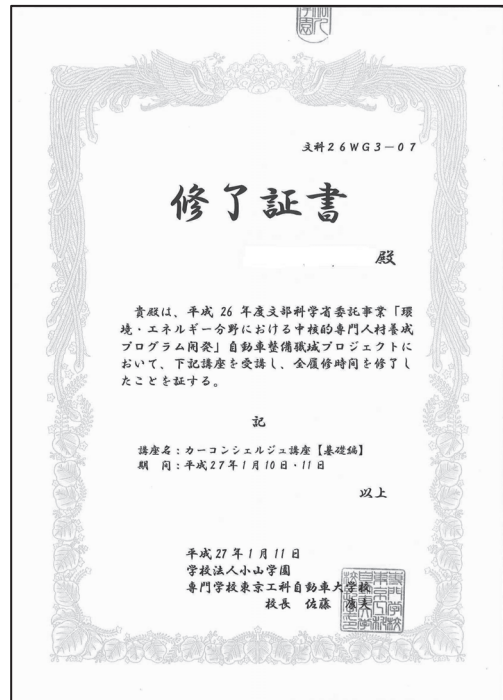 文科26WG3-07
修了証書
殿
貴殿は、平成 26 年度文部科学省委託事業「環
境・エネルギー分野における中核的専門人材養成
プログラム開発」自動車整備職域プロジェクトに
おいて、下記講座を受講し、全履修時間を修了し
たことを証する。
記
講座名：カーコンシェルジュ講座【基礎編】
期　間：平成27年1月10日・11日
以上
平成 27 年 1 月 11 日
学校法人小山学園
専門学校東京工科自動車大学校
校長　佐藤　康夫